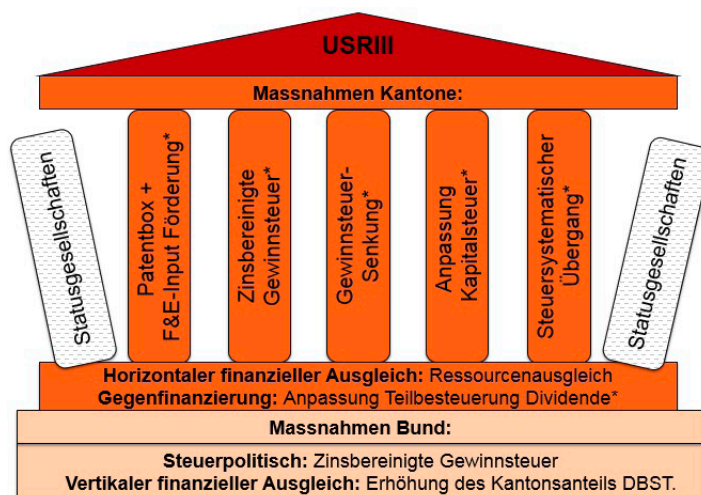 USRIII
Massnahmen Kantone:
Statusgesellschaften
Patentbox +
F&E-Input Förderung*
Zinsbereinigte
Gewinnsteuer*
Gewinnsteuer-
Senkung*
Anpassung
Kapitalsteuer*
Steuersystematischer
Übergang*
Statusgesellschaften
Horizontaler finanzieller Ausgleich: Ressourcenausgleich
Gegenfinanzierung: Anpassung Teilbesteuerung Dividende*
Massnahmen Bund:
Steuerpolitisch: Zinsbereinigte Gewinnsteuer
Vertikaler finanzieller Ausgleich: Erhöhung des Kantonsanteils DBST.